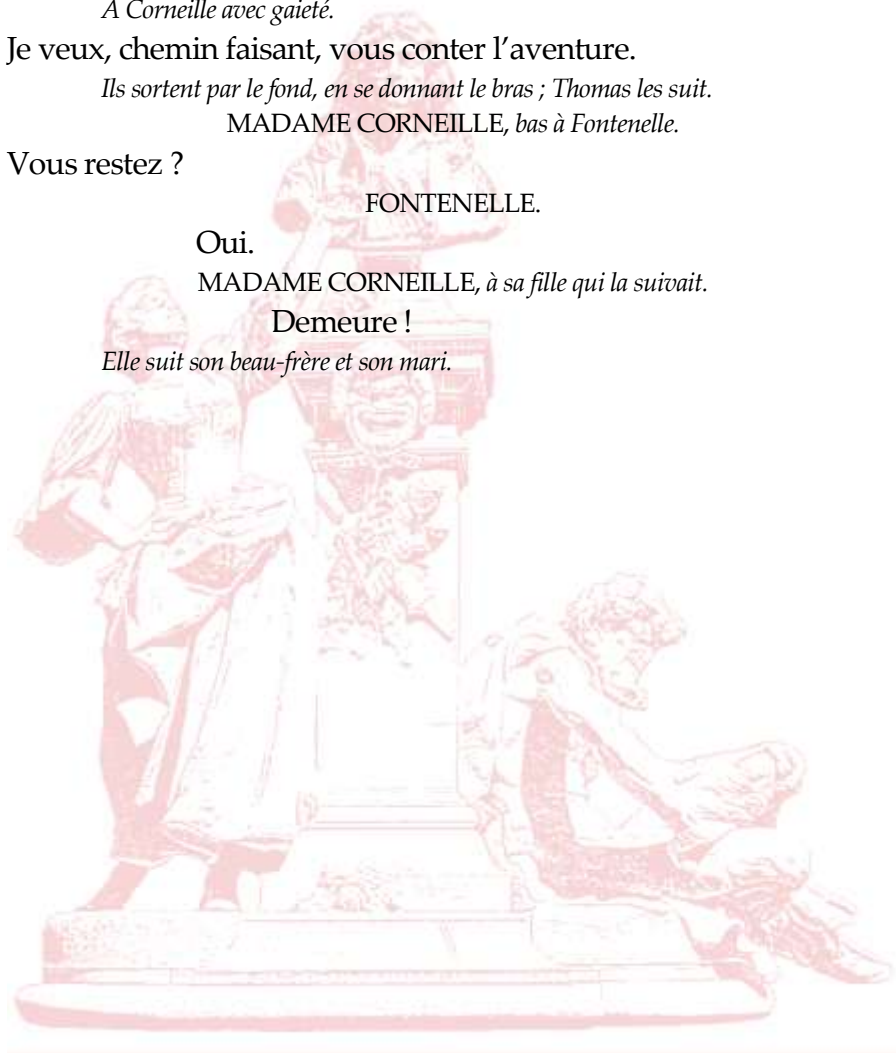 À Corneille avec gaieté.
Je veux, chemin faisant, vous conter l’aventure.
Ils sortent par le fond, en se donnant le bras ; Thomas les suit.
MADAME CORNEILLE, bas à Fontenelle.
Vous restez ?
FONTENELLE.
Oui.
MADAME CORNEILLE, à sa fille qui la suivait.
Demeure !
Elle suit son beau-frère et son mari.